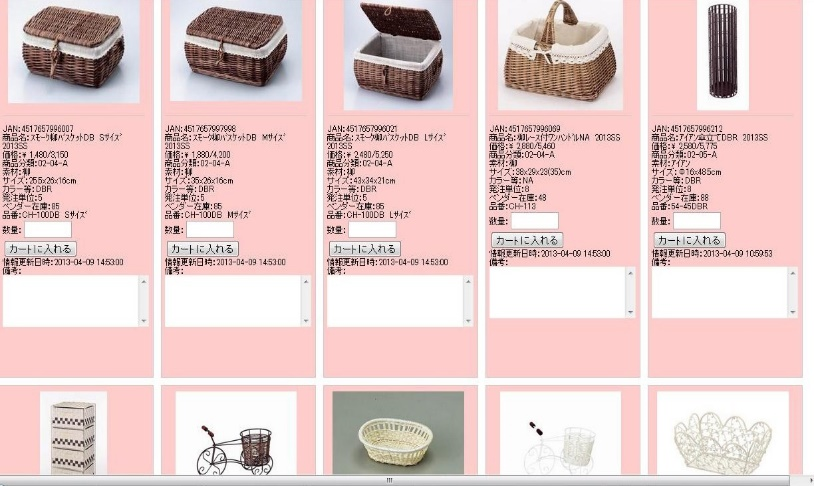 JAN:4517657996007
商品名:ｽﾓｰｸ柳ﾊﾞｽｹｯﾄDB Sｻｲｽﾞ
2013SS
価格:¥ 1,480/3,150
商品分類:02-04-A
素材:柳
サイズ:255x26x16cm
カラー等:DBR
発注単位:5
ベンダー在庫:85
品番:CH-100DB Sｻｲｽﾞ
数量:
カートに入れる
情報更新日時:2013-04-09 14:53:00
備考:
JAN:4517657997998
商品名:ｽﾓｰｸ柳ﾊﾞｽｹｯﾄDB Mｻｲｽﾞ
2013SS
価格:¥ 1,880/4,200
商品分類:02-04-A
素材:柳
サイズ:35x26x16cm
カラー等:DBR
発注単位:5
ベンダー在庫:85
品番:CH-100DB Mｻｲｽﾞ
数量:
カートに入れる
情報更新日時:2013-04-09 14:53:00
備考:
JAN:4517657996021
商品名:ｽﾓｰｸ柳ﾊﾞｽｹｯﾄDB Lｻｲｽﾞ
2013SS
価格:¥ 2,480/5,250
商品分類:02-04-A
素材:柳
サイズ:43x34x21cm
カラー等:DBR
発注単位:5
ベンダー在庫:85
品番:CH-100DB Lｻｲｽﾞ
数量:
カートに入れる
情報更新日時:2013-04-09 14:53:00
備考:
JAN:4517657996069
商品名:柳ﾚｰｽ付ﾜﾝﾊﾝﾄﾞﾙNA 2013SS
価格:¥ 2,880/5,460
商品分類:02-04-A
素材:柳
サイズ:38x29x23(35)cm
カラー等:NA
発注単位:8
ベンダー在庫:48
品番:CH-113
数量:
カートに入れる
情報更新日時:2013-04-09 14:53:00
備考:
JAN:4517657996212
商品名:ｱｲｱﾝ傘立てDBR 2013SS
価格:¥ 2,580/5,775
商品分類:02-05-A
素材:ｱｲｱﾝ
サイズ:Φ16x48.5cm
カラー等:DBR
発注単位:8
ベンダー在庫:88
品番:54-45DBR
数量:
カートに入れる
情報更新日時:2013-04-09 10:59:53
備考: